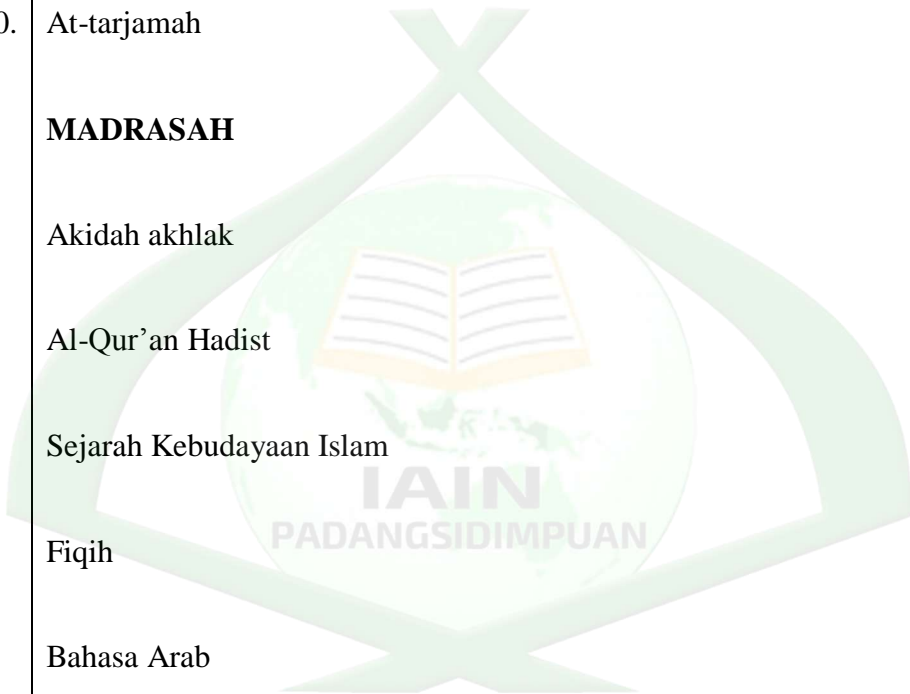 0. At-tarjamah
MADRASAH
Akidah akhlak
Al-Qur’an Hadist
Sejarah Kebudayaan Islam
IAIN
PADANGSIDIMPUAN
Fiqih
Bahasa Arab